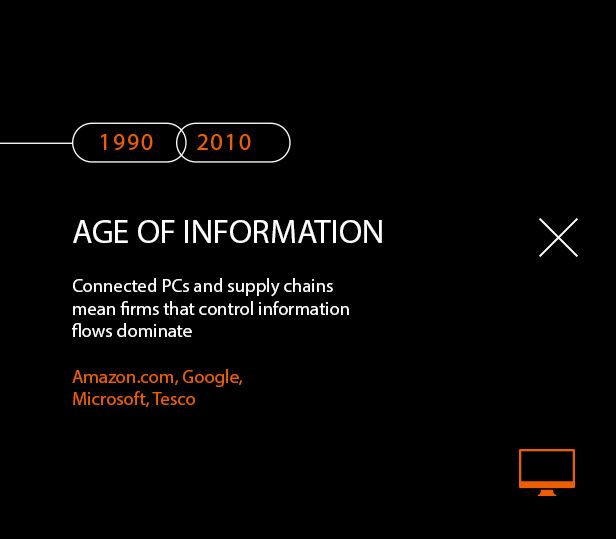 1990 2010
AGE OF INFORMATION
Connected PCs and supply chains
mean firms that control information
flows dominate
Amazon.com, Google,
Microsoft, Tesco